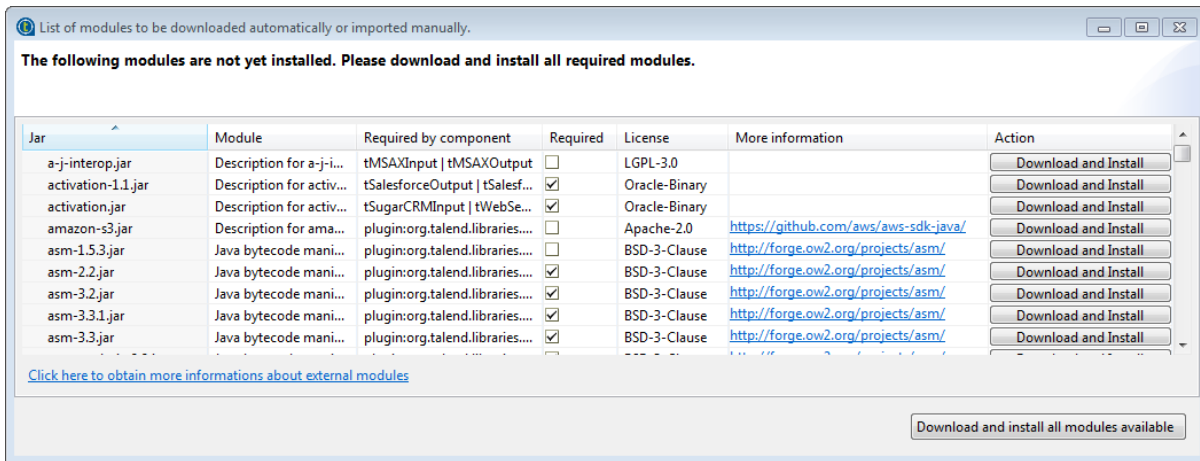 List of modules to be downloaded automatically or imported manually.
The following modules are not yet installed. Please download and install all required modules.
Jar Module Required by component Required License More information Action
a-j-interop.jar Description for a-j-i... tMSAXInput | tMSAXOutput LGPL-3.0 Download and Install
activation-1.1.jar Description for activ... tSalesforceOutput | tSalesf... Oracle-Binary Download and Install
activation.jar Description for activ... tSugarCRMInput | tWebSe... Oracle-Binary Download and Install
amazon-s3.jar Description for ama... plugin:org.talend.libraries.... Apache-2.0 https://github.com/aws/aws-sdk-java/ Download and Install
asm-1.5.3.jar Java bytecode mani... plugin:org.talend.libraries.... BSD-3-Clause http://forge.ow2.org/projects/asm/ Download and Install
asm-2.2.jar Java bytecode mani... plugin:org.talend.libraries.... BSD-3-Clause http://forge.ow2.org/projects/asm/ Download and Install
asm-3.2.jar Java bytecode mani... plugin:org.talend.libraries.... BSD-3-Clause http://forge.ow2.org/projects/asm/ Download and Install
asm-3.3.1.jar Java bytecode mani... plugin:org.talend.libraries.... BSD-3-Clause http://forge.ow2.org/projects/asm/ Download and Install
asm-3.3.jar Java bytecode mani... plugin:org.talend.libraries.... BSD-3-Clause http://forge.ow2.org/projects/asm/ Download and Install
Click here to obtain more informations about external modules
Download and install all modules available